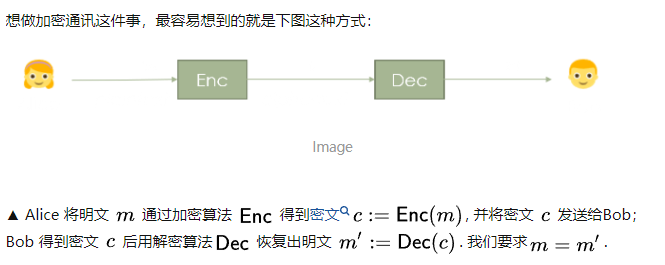 想做加密通讯这件事，最容易想到的就是下图这种方式：
Enc Dec
Image
▲ Alice 将明文 m 通过加密算法 Enc 得到密文 c := Enc(m), 并将密文 c 发送给Bob；
Bob 得到密文 c 后用解密算法Dec 恢复出明文 m′ := Dec(c) . 我们要求 m = m′ .